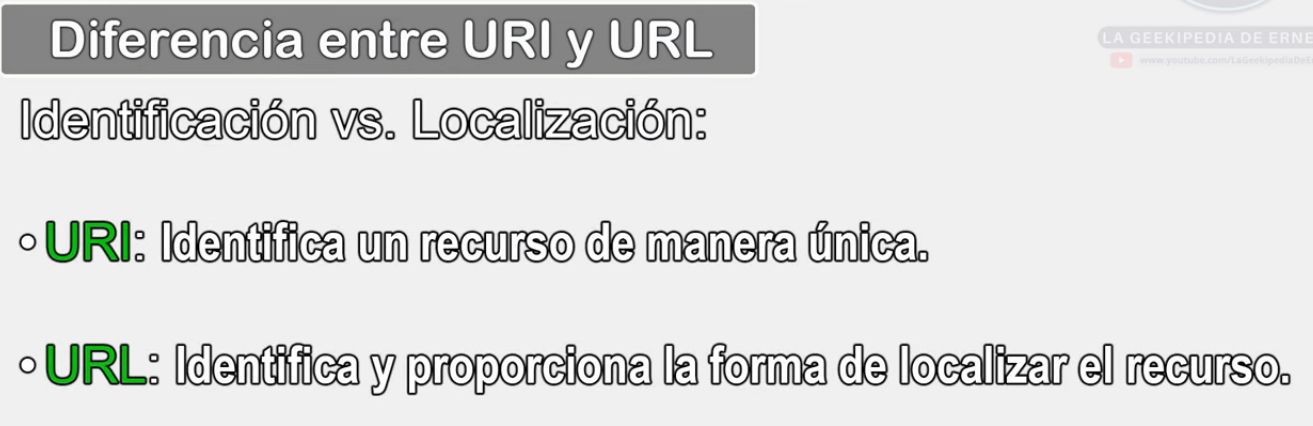 Diferencia entre URI y URL
LA GEEKIPEDIA DE ERNE
www.youtube.com/LaGeekipediaDeE
Identificación vs. Localización:
• URI: Identifica un recurso de manera única.
• URL: Identifica y proporciona la forma de localizar el recurso.